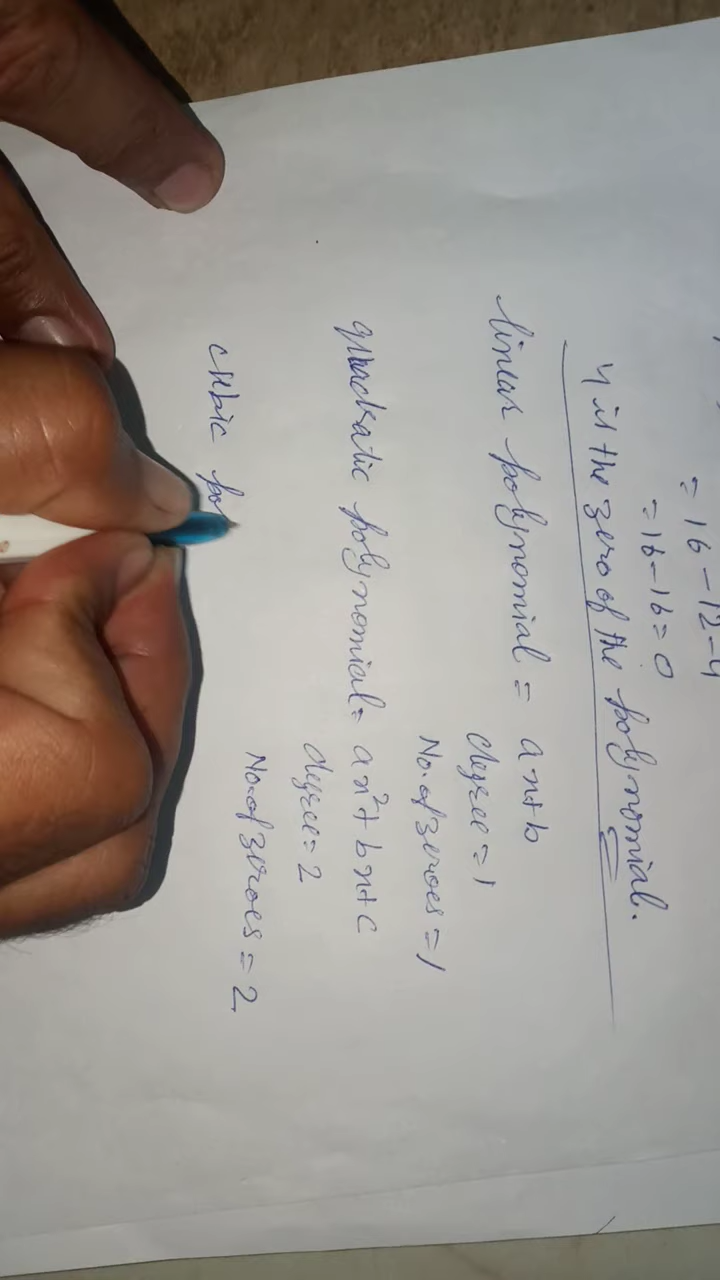 = 16 - 12 - 4
= 16 - 16 = 0
4 is the zero of the polynomial.
linear polynomial = ax + b
degree = 1
No. of zeroes = 1
quadratic polynomial = ax² + bx + c
degree = 2
No. of zeroes = 2
cubic po